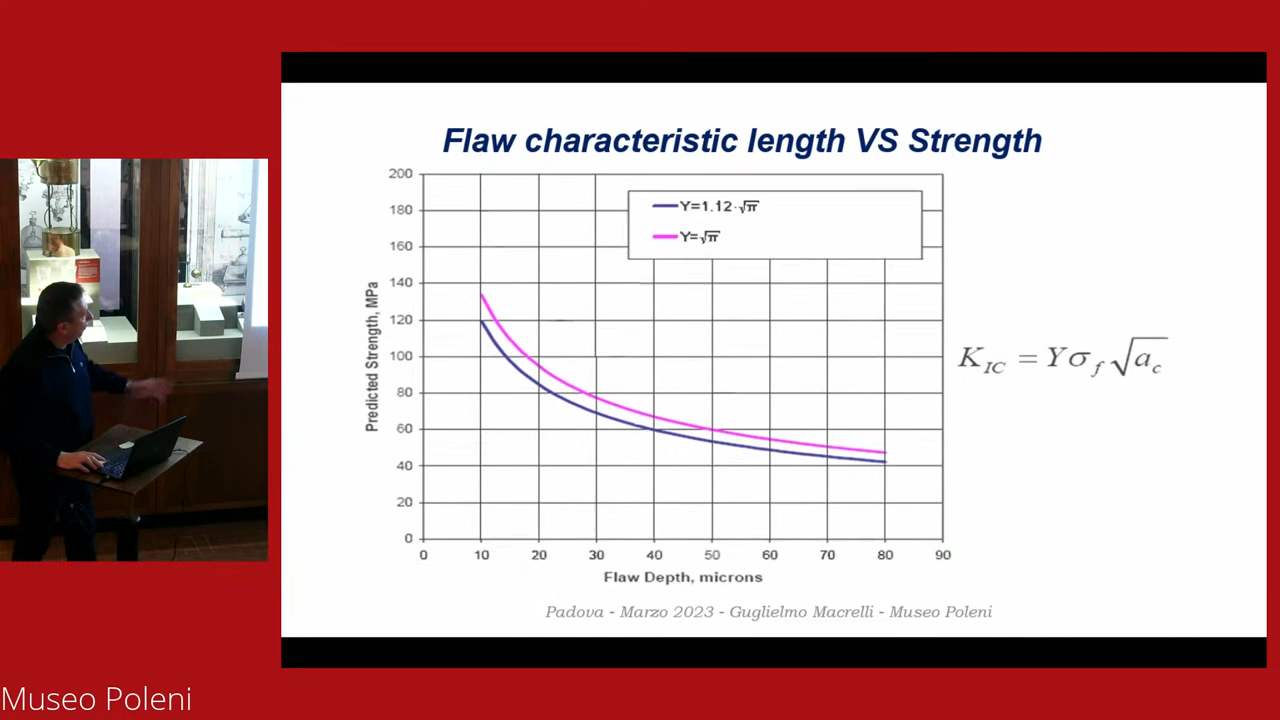 Flaw characteristic length VS Strength
200
180
160
140
120
100
80
60
40
20
0
Predicted Strength, MPa
Y=1.12·√π
Y=√π
0 10 20 30 40 50 60 70 80 90
Flaw Depth, microns
K_IC = Yσ_f √a_c
Padova - Marzo 2023 - Guglielmo Macrelli - Museo Poleni
Museo Poleni